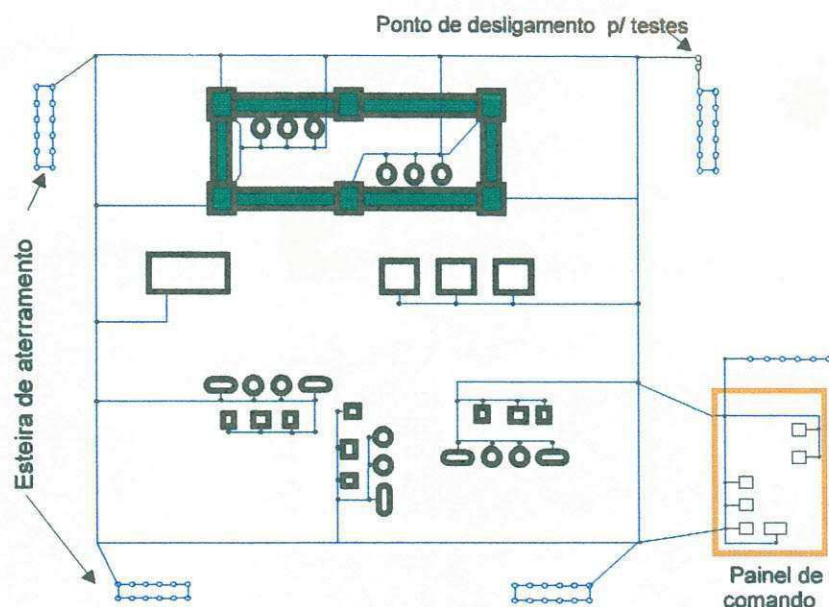 Ponto de desligamento p/ testes
Esteira de aterramento
Painel de
comando